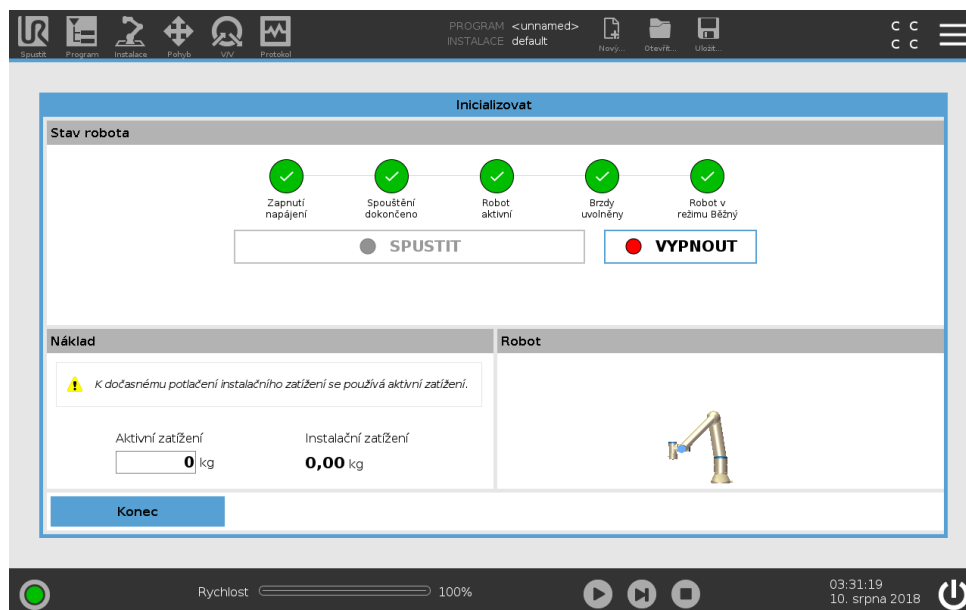 PROGRAM <unnamed>
INSTALACE default
C C
C C
Spustit
Program
Instalace
Pohyb
V/V
Protokol
Nový...
Otevřít...
Uložit...
Inicializovat
Stav robota
Zapnutí
napájení
Spouštění
dokončeno
Robot
aktivní
Brzdy
uvolněny
Robot v
režimu Běžný
SPUSTIT
VYPNOUT
Náklad
Robot
K dočasnému potlačení instalačního zatížení se používá aktivní zatížení.
Aktivní zatížení
Instalační zatížení
0 kg
0,00 kg
Konec
Rychlost
100%
03:31:19
10. srpna 2018